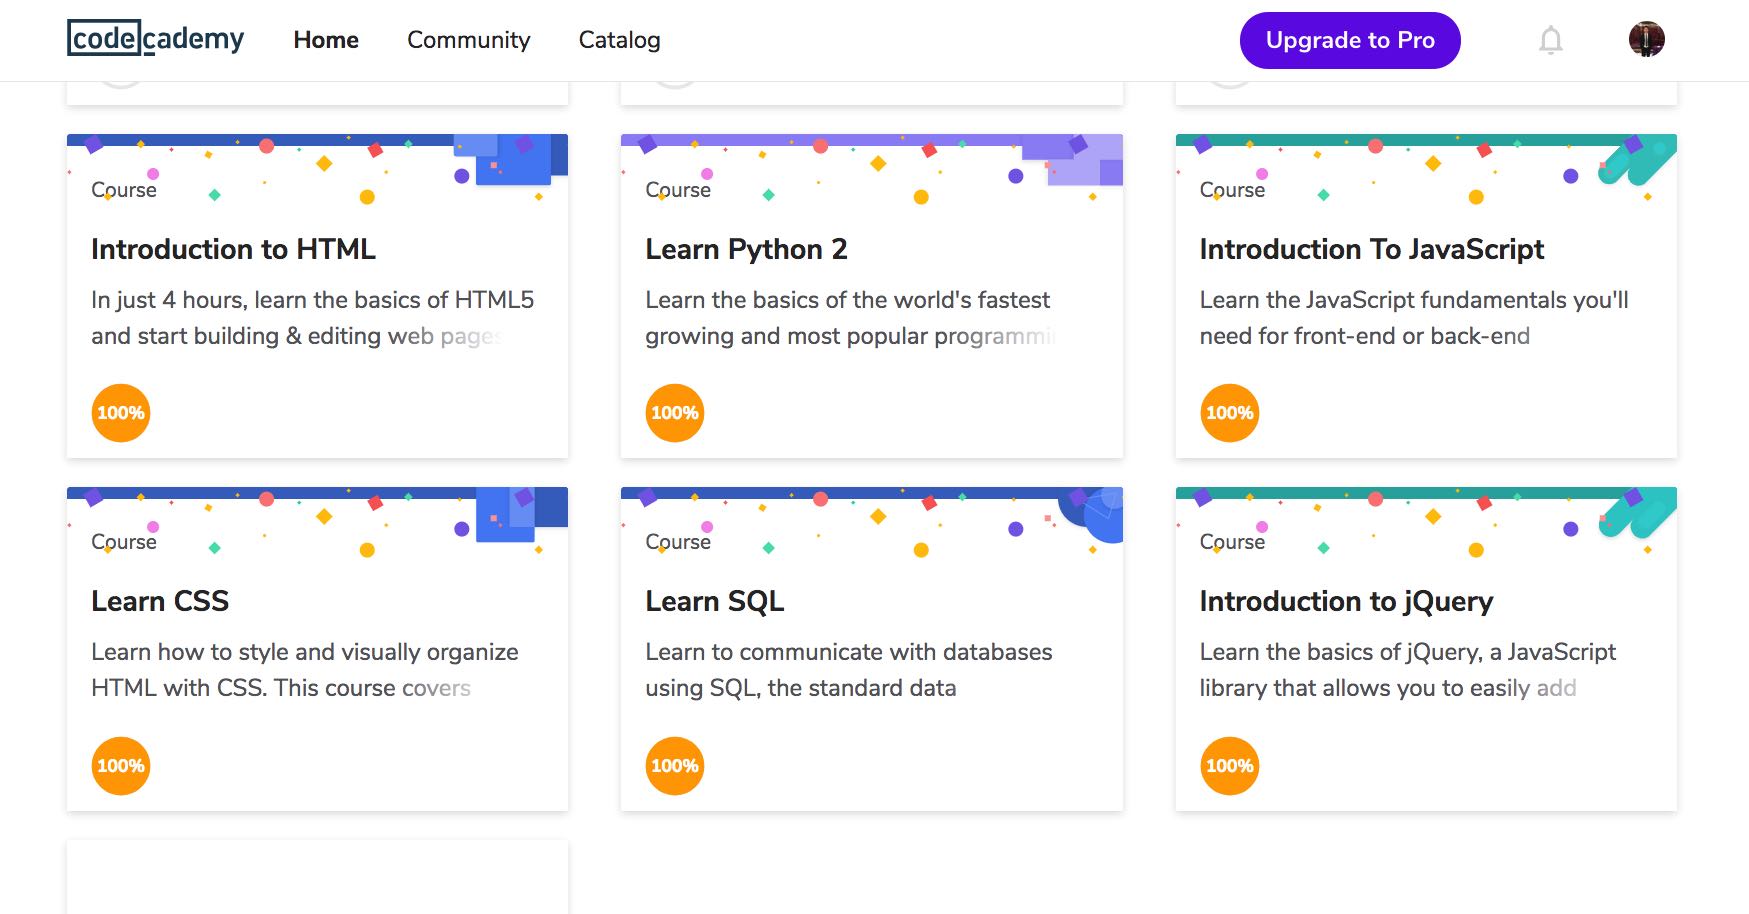 codecademy Home Community Catalog Upgrade to Pro
Course
Introduction to HTML
In just 4 hours, learn the basics of HTML5
and start building & editing web pages
100%
Course
Learn Python 2
Learn the basics of the world's fastest
growing and most popular programmi
100%
Course
Introduction To JavaScript
Learn the JavaScript fundamentals you'll
need for front-end or back-end
100%
Course
Learn CSS
Learn how to style and visually organize
HTML with CSS. This course covers
100%
Course
Learn SQL
Learn to communicate with databases
using SQL, the standard data
100%
Course
Introduction to jQuery
Learn the basics of jQuery, a JavaScript
library that allows you to easily add
100%